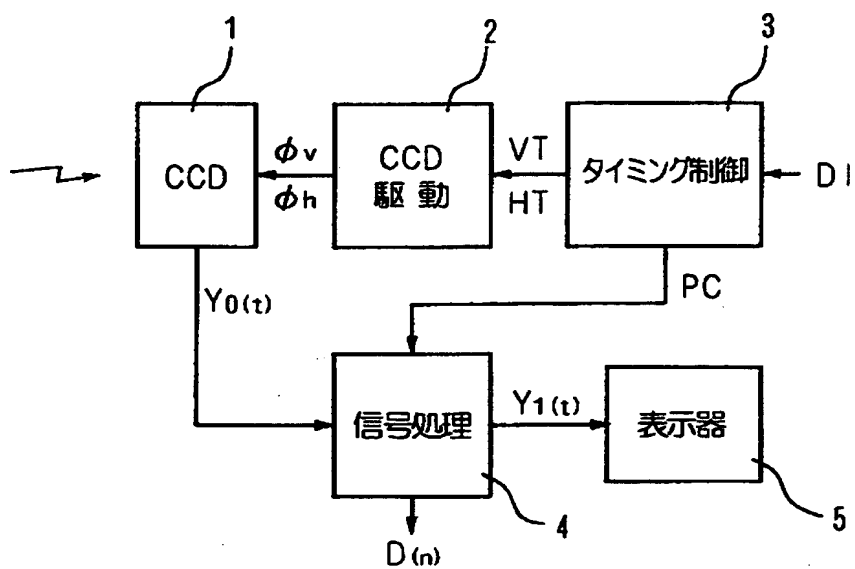 1
2
3
CCD
φv
φh
CCD
駆動
VT
HT
タイミング制御
DI
Y0(t)
PC
信号処理
Y1(t)
表示器
4
5
D(n)